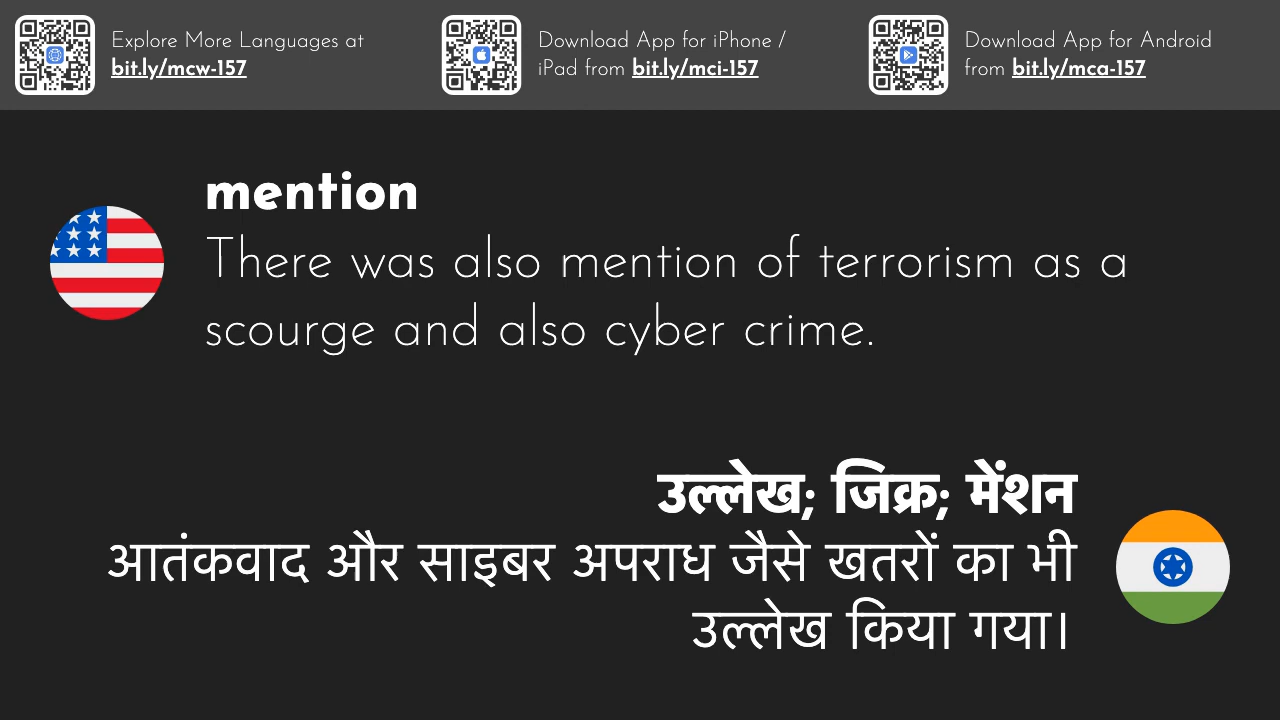 Explore More Languages at
bit.ly/mcw-157
Download App for iPhone /
iPad from bit.ly/mci-157
Download App for Android
from bit.ly/mca-157
mention
There was also mention of terrorism as a
scourge and also cyber crime.
उल्लेख; जिक्र; मेंशन
आतंकवाद और साइबर अपराध जैसे खतरों का भी
उल्लेख किया गया।